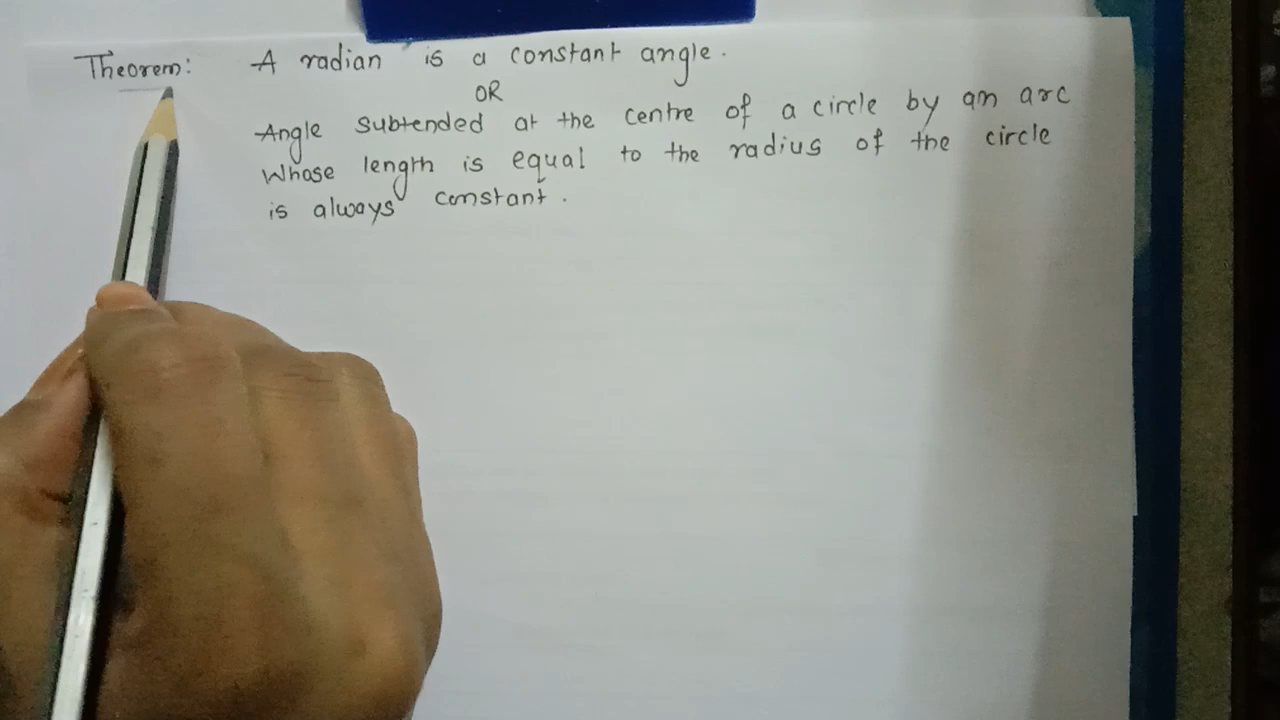 Theorem: A radian is a constant angle.
OR
Angle subtended at the centre of a circle by an arc
Whose length is equal to the radius of the circle
is always constant.